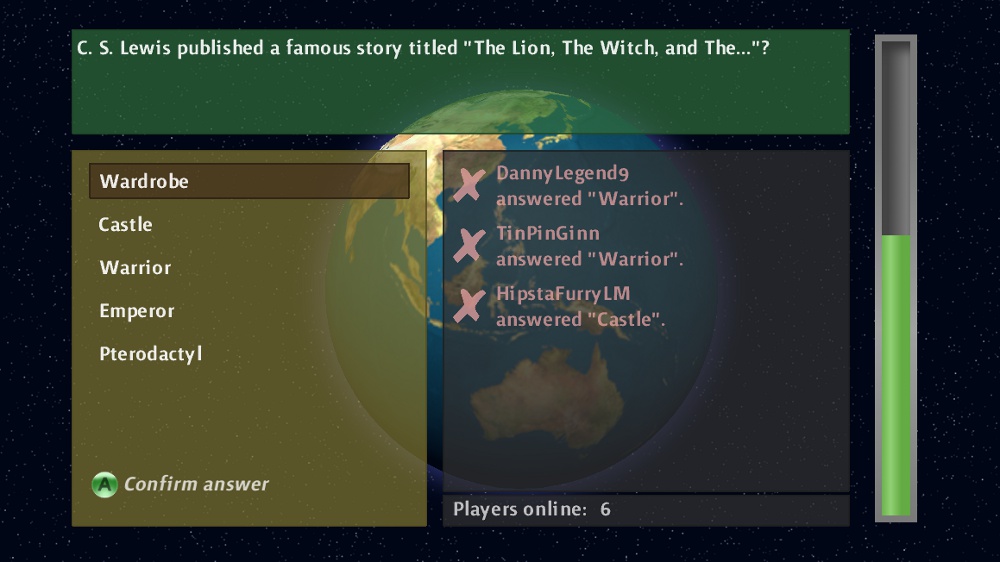 C. S. Lewis published a famous story titled "The Lion, The Witch, and The..."?
Wardrobe
Castle
Warrior
Emperor
Pterodactyl
A Confirm answer
DannyLegend9
answered "Warrior".
TinPinGinn
answered "Warrior".
HipstaFurryLM
answered "Castle".
Players online: 6